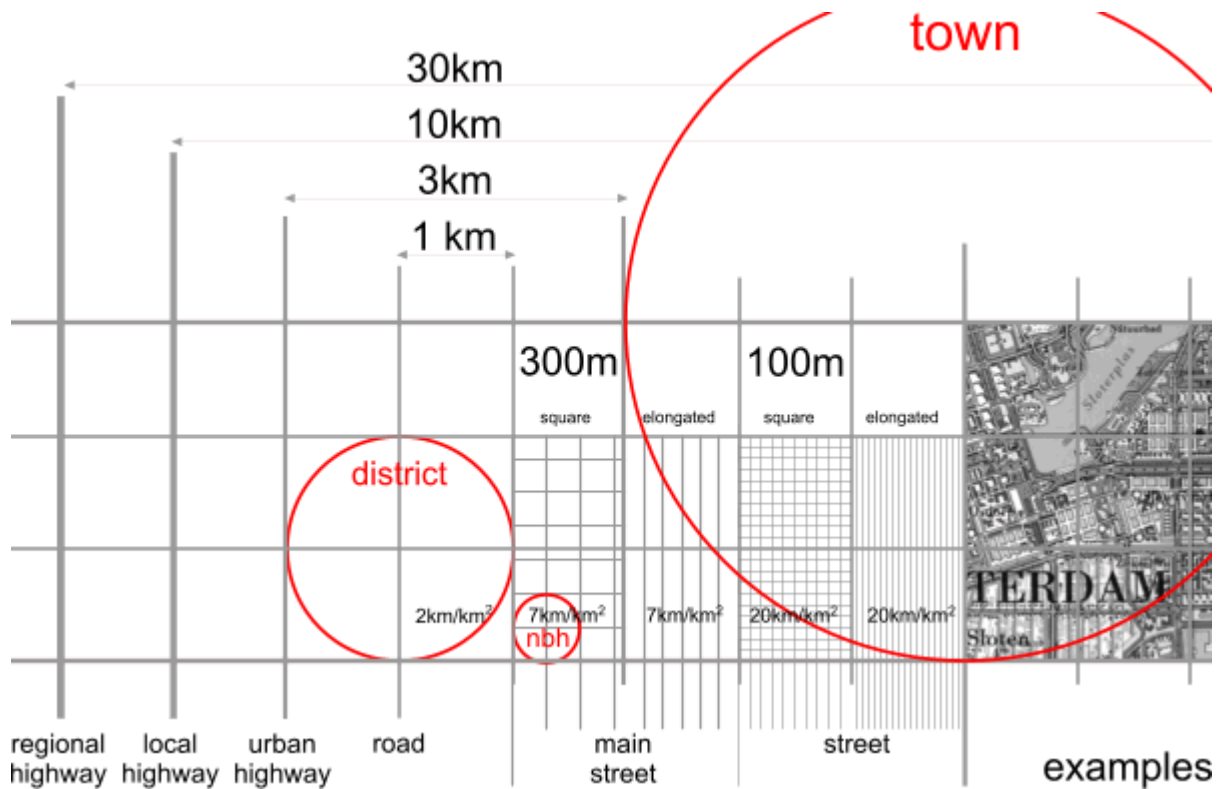 town
30km
10km
3km
1 km
300m
100m
square
elongated
square
elongated
district
Sloterplas
TERDAM
2km/km²
7km/km²
7km/km²
20km/km²
20km/km²
nbh
Sloten
regional
highway
local
highway
urban
highway
road
main
street
street
examples